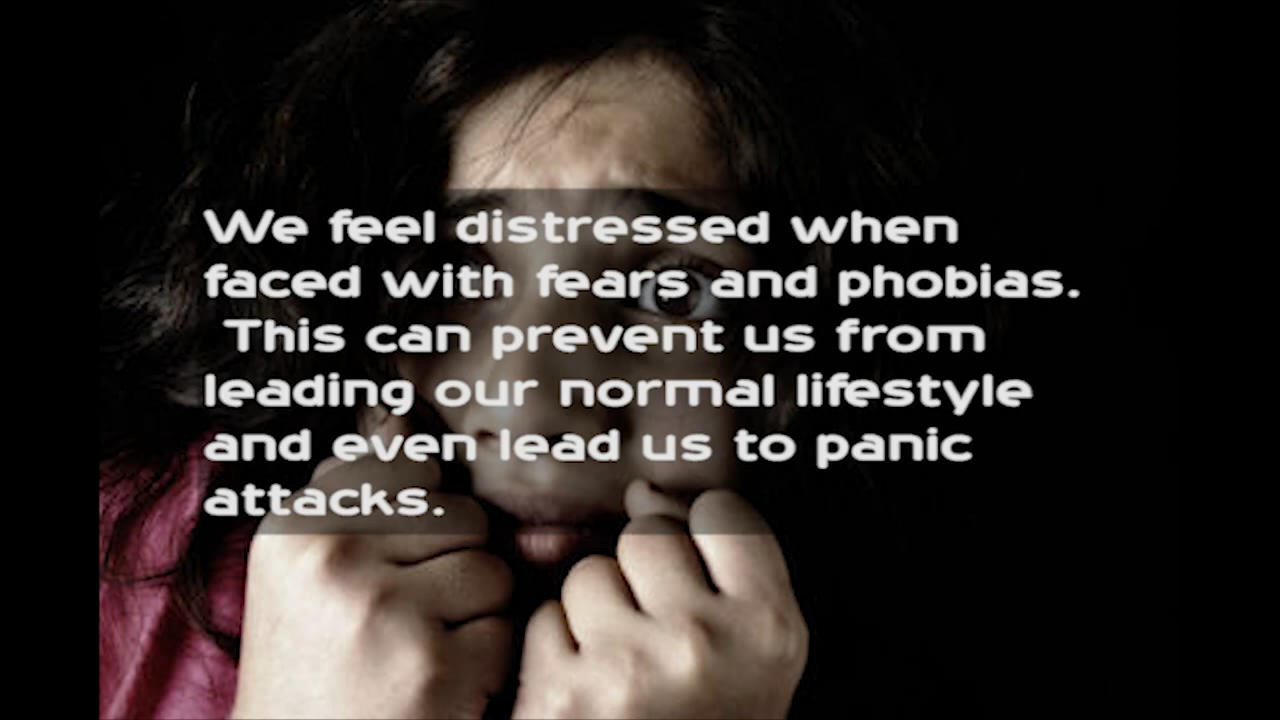 We feel distressed when
faced with fears and phobias.
This can prevent us from
leading our normal lifestyle
and even lead us to panic
attacks.